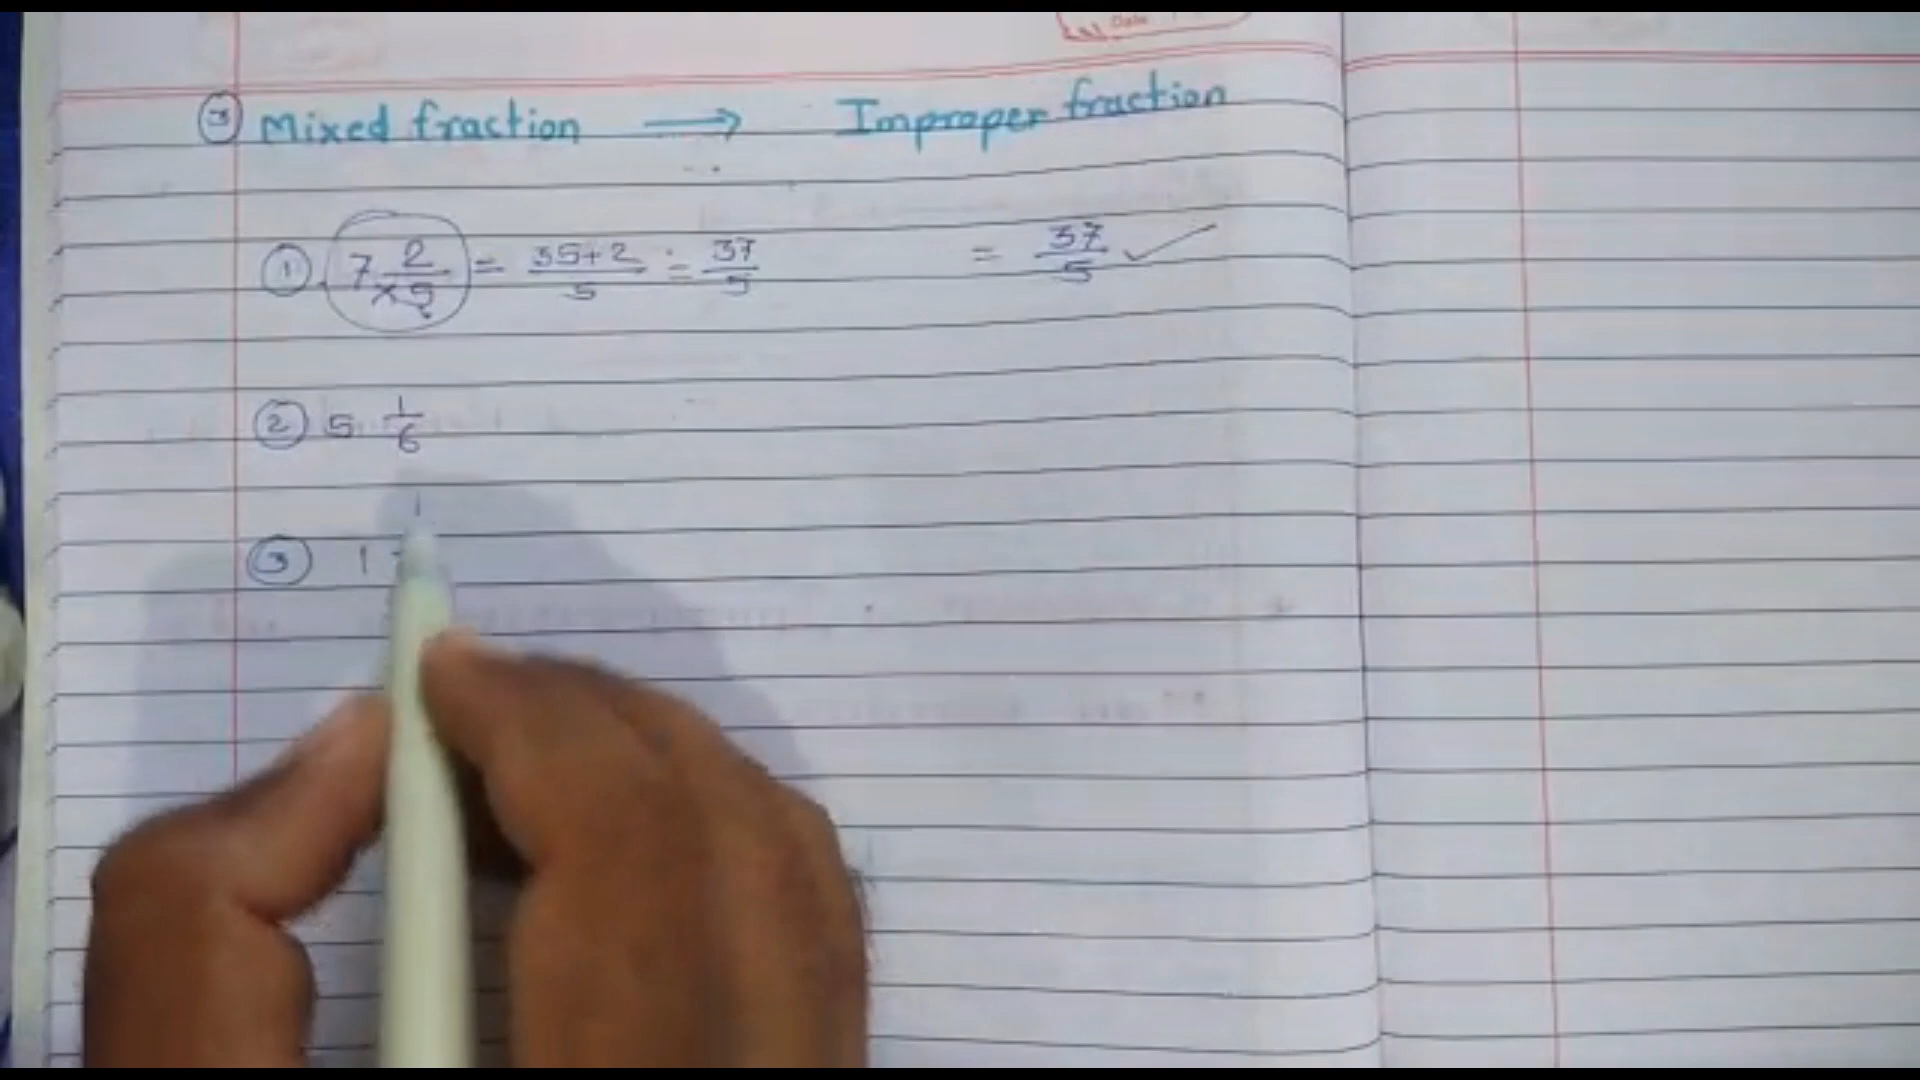 Date
③ Mixed fraction → Improper fraction
① 7 2/×5 = 35+2/5 = 37/5 = 37/5 ✓
② 5 1/6
③ 1